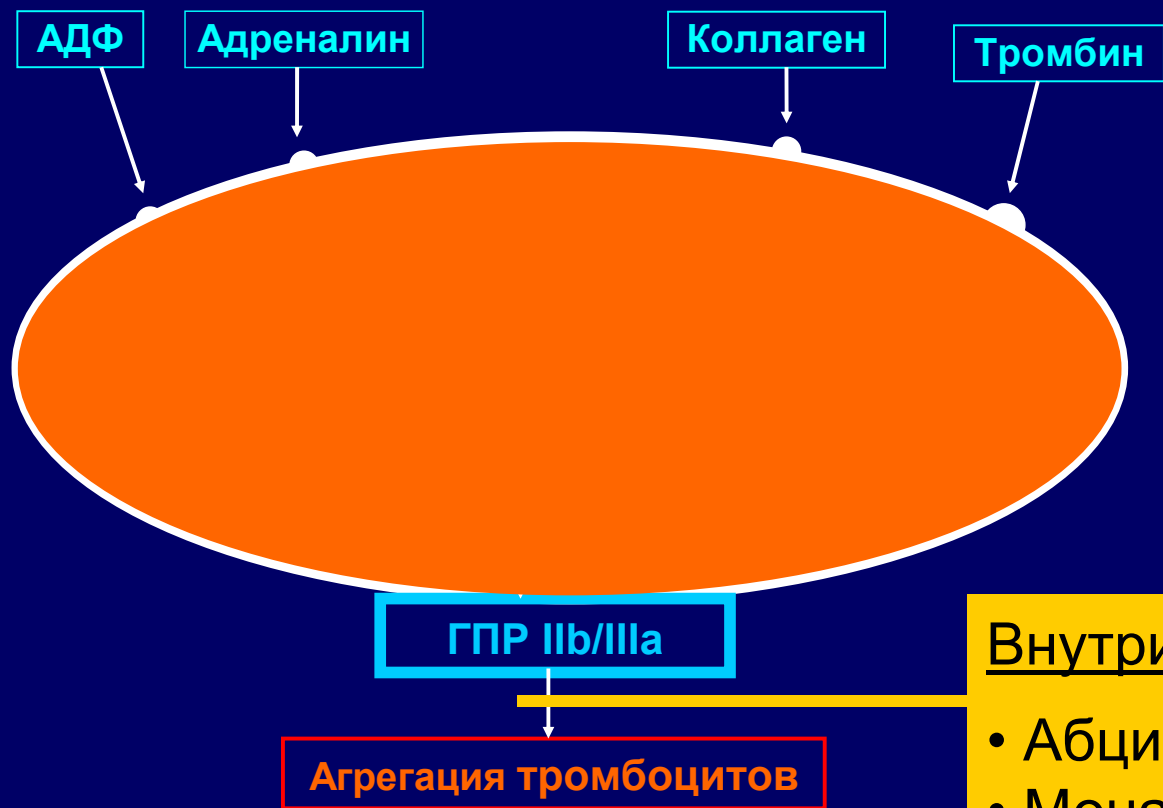 АДФ
Адреналин
Коллаген
Тромбин
ГПР IIb/IIIa
Агрегация тромбоцитов